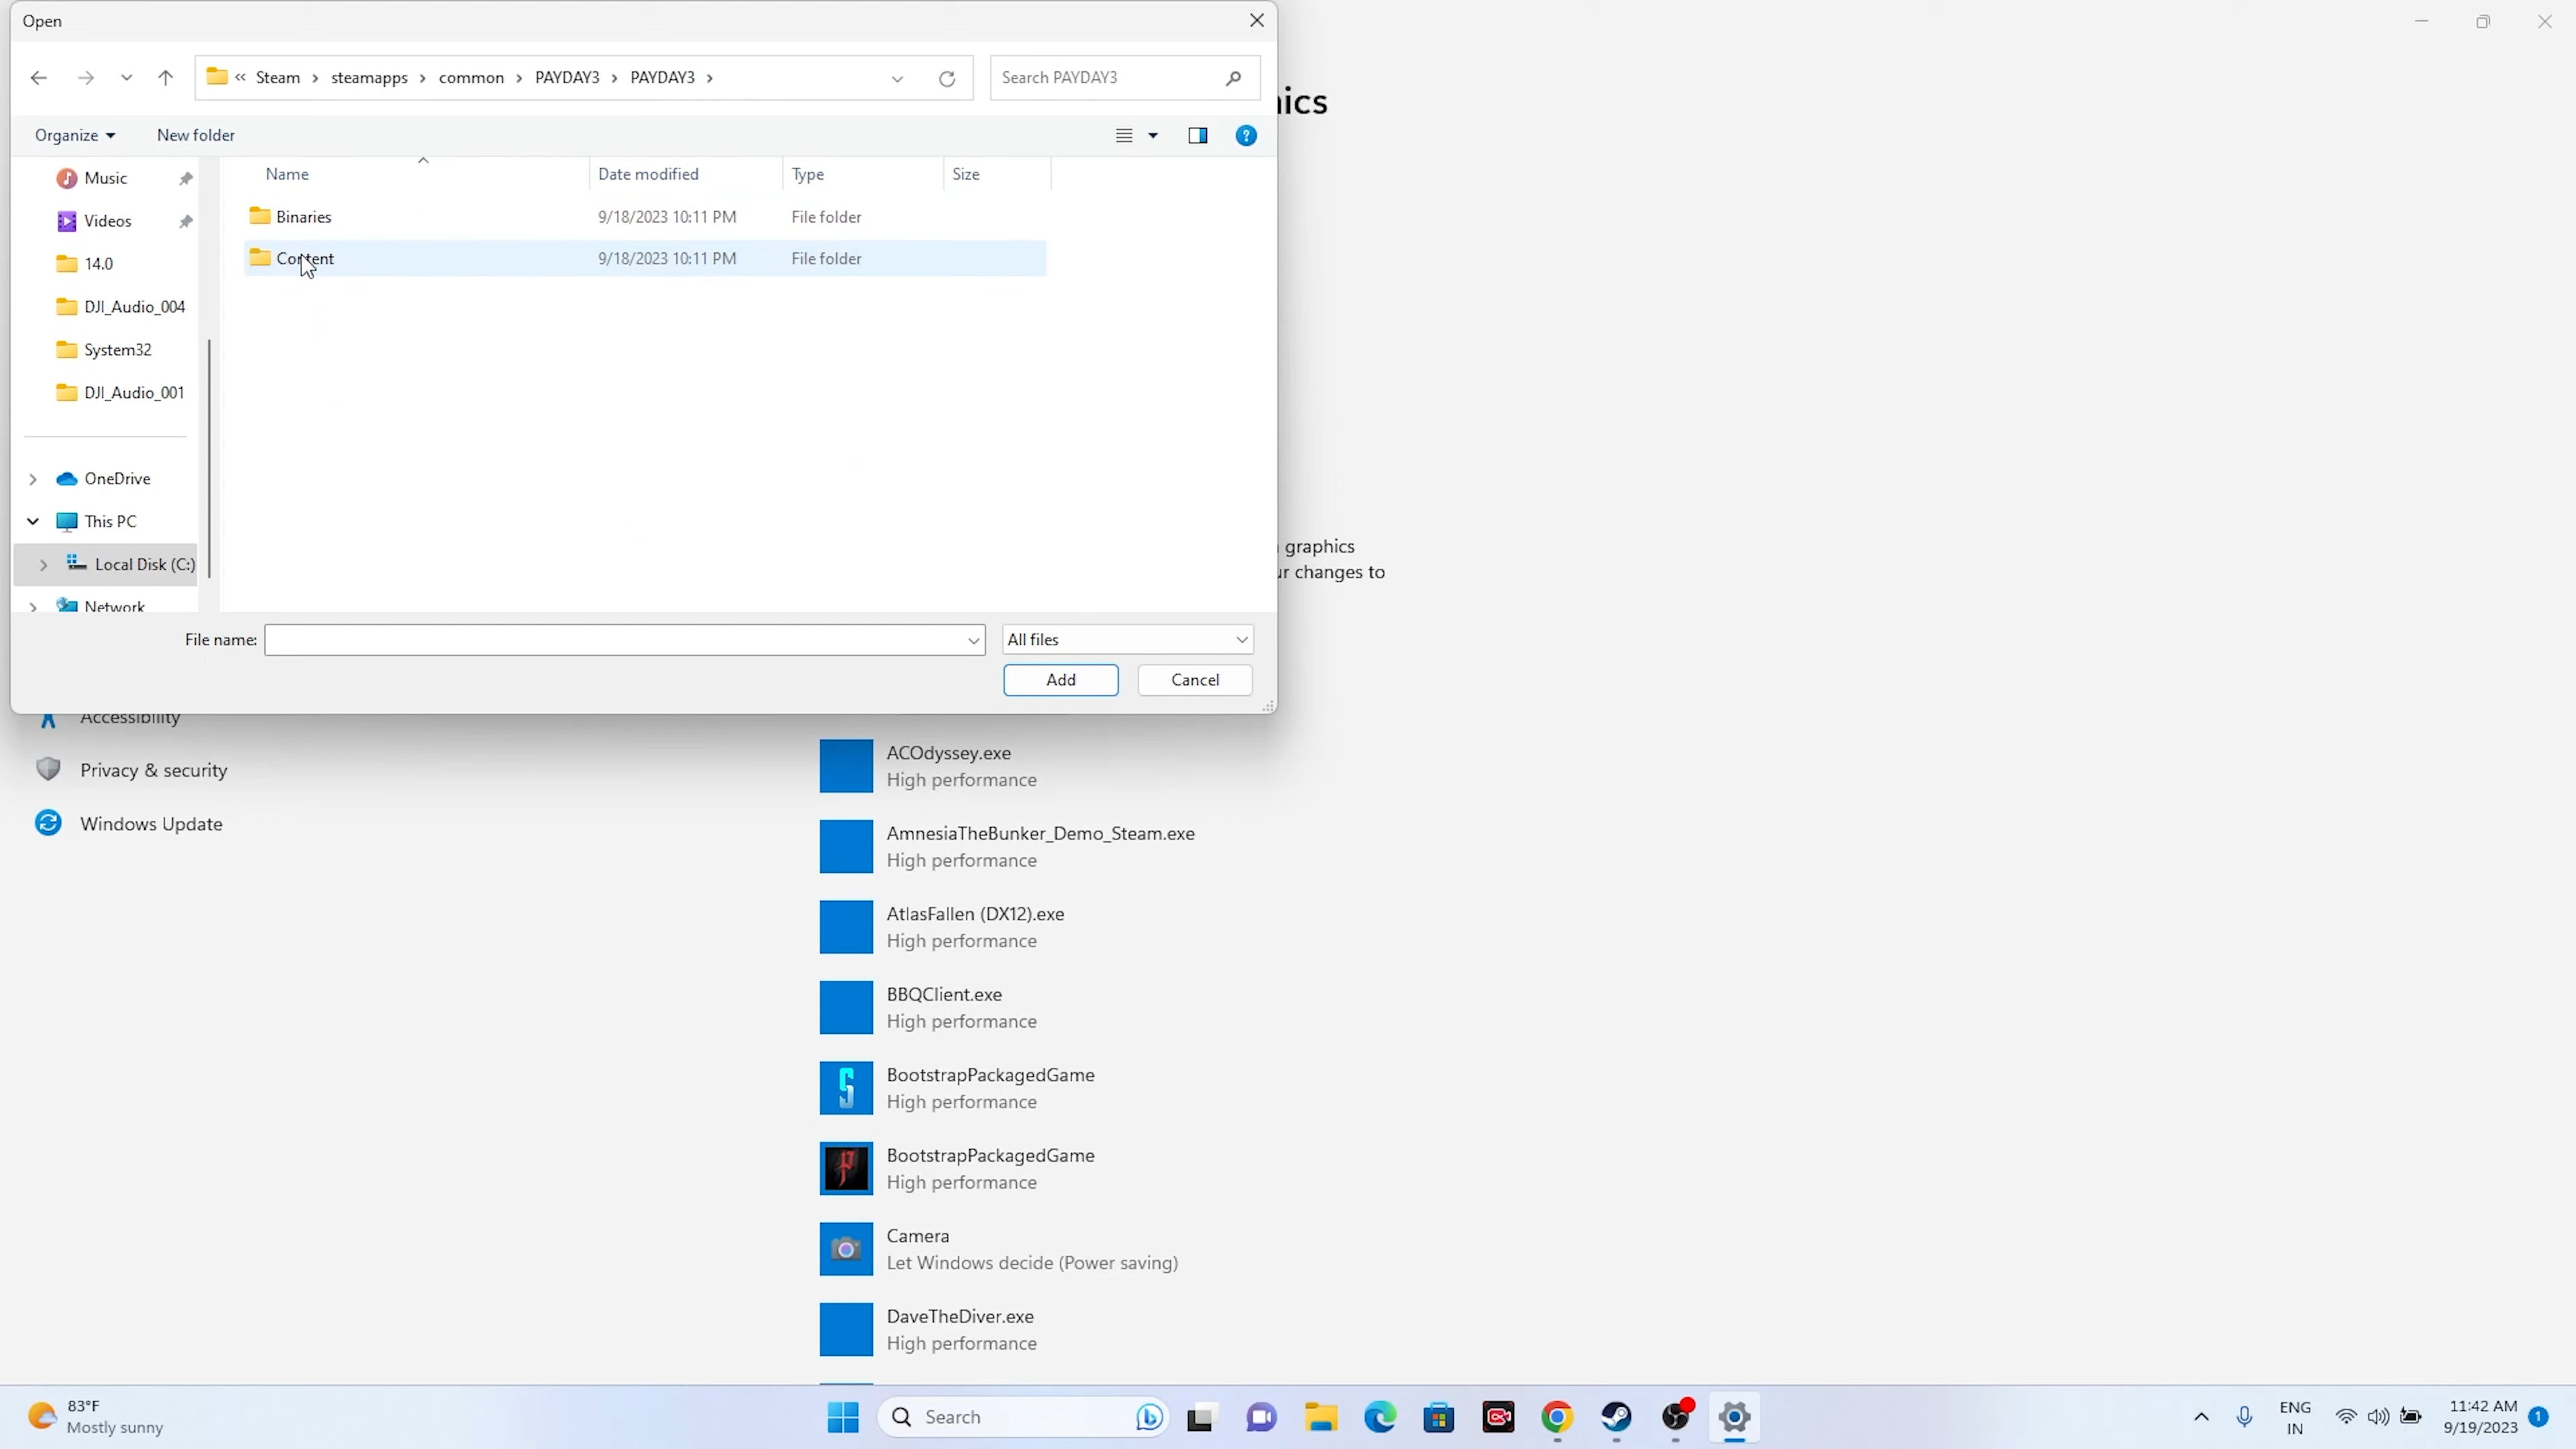 Open
Steam › steamapps › common › PAYDAY3 › PAYDAY3 ›
Search PAYDAY3
Organize
New folder
Name
Date modified
Type
Size
Binaries
9/18/2023 10:11 PM
File folder
Content
9/18/2023 10:11 PM
File folder
Music
Videos
14.0
DJI_Audio_004
System32
DJI_Audio_001
OneDrive
This PC
Local Disk (C:)
Network
File name:
All files
Add
Cancel
graphics
changes to
Accessibility
Privacy & security
Windows Update
ACOdyssey.exe
High performance
AmnesiaTheBunker_Demo_Steam.exe
High performance
AtlasFallen (DX12).exe
High performance
BBQClient.exe
High performance
BootstrapPackagedGame
High performance
BootstrapPackagedGame
High performance
Camera
Let Windows decide (Power saving)
DaveTheDiver.exe
High performance
83°F
Mostly sunny
Search
ENG
IN
11:42 AM
9/19/2023
1